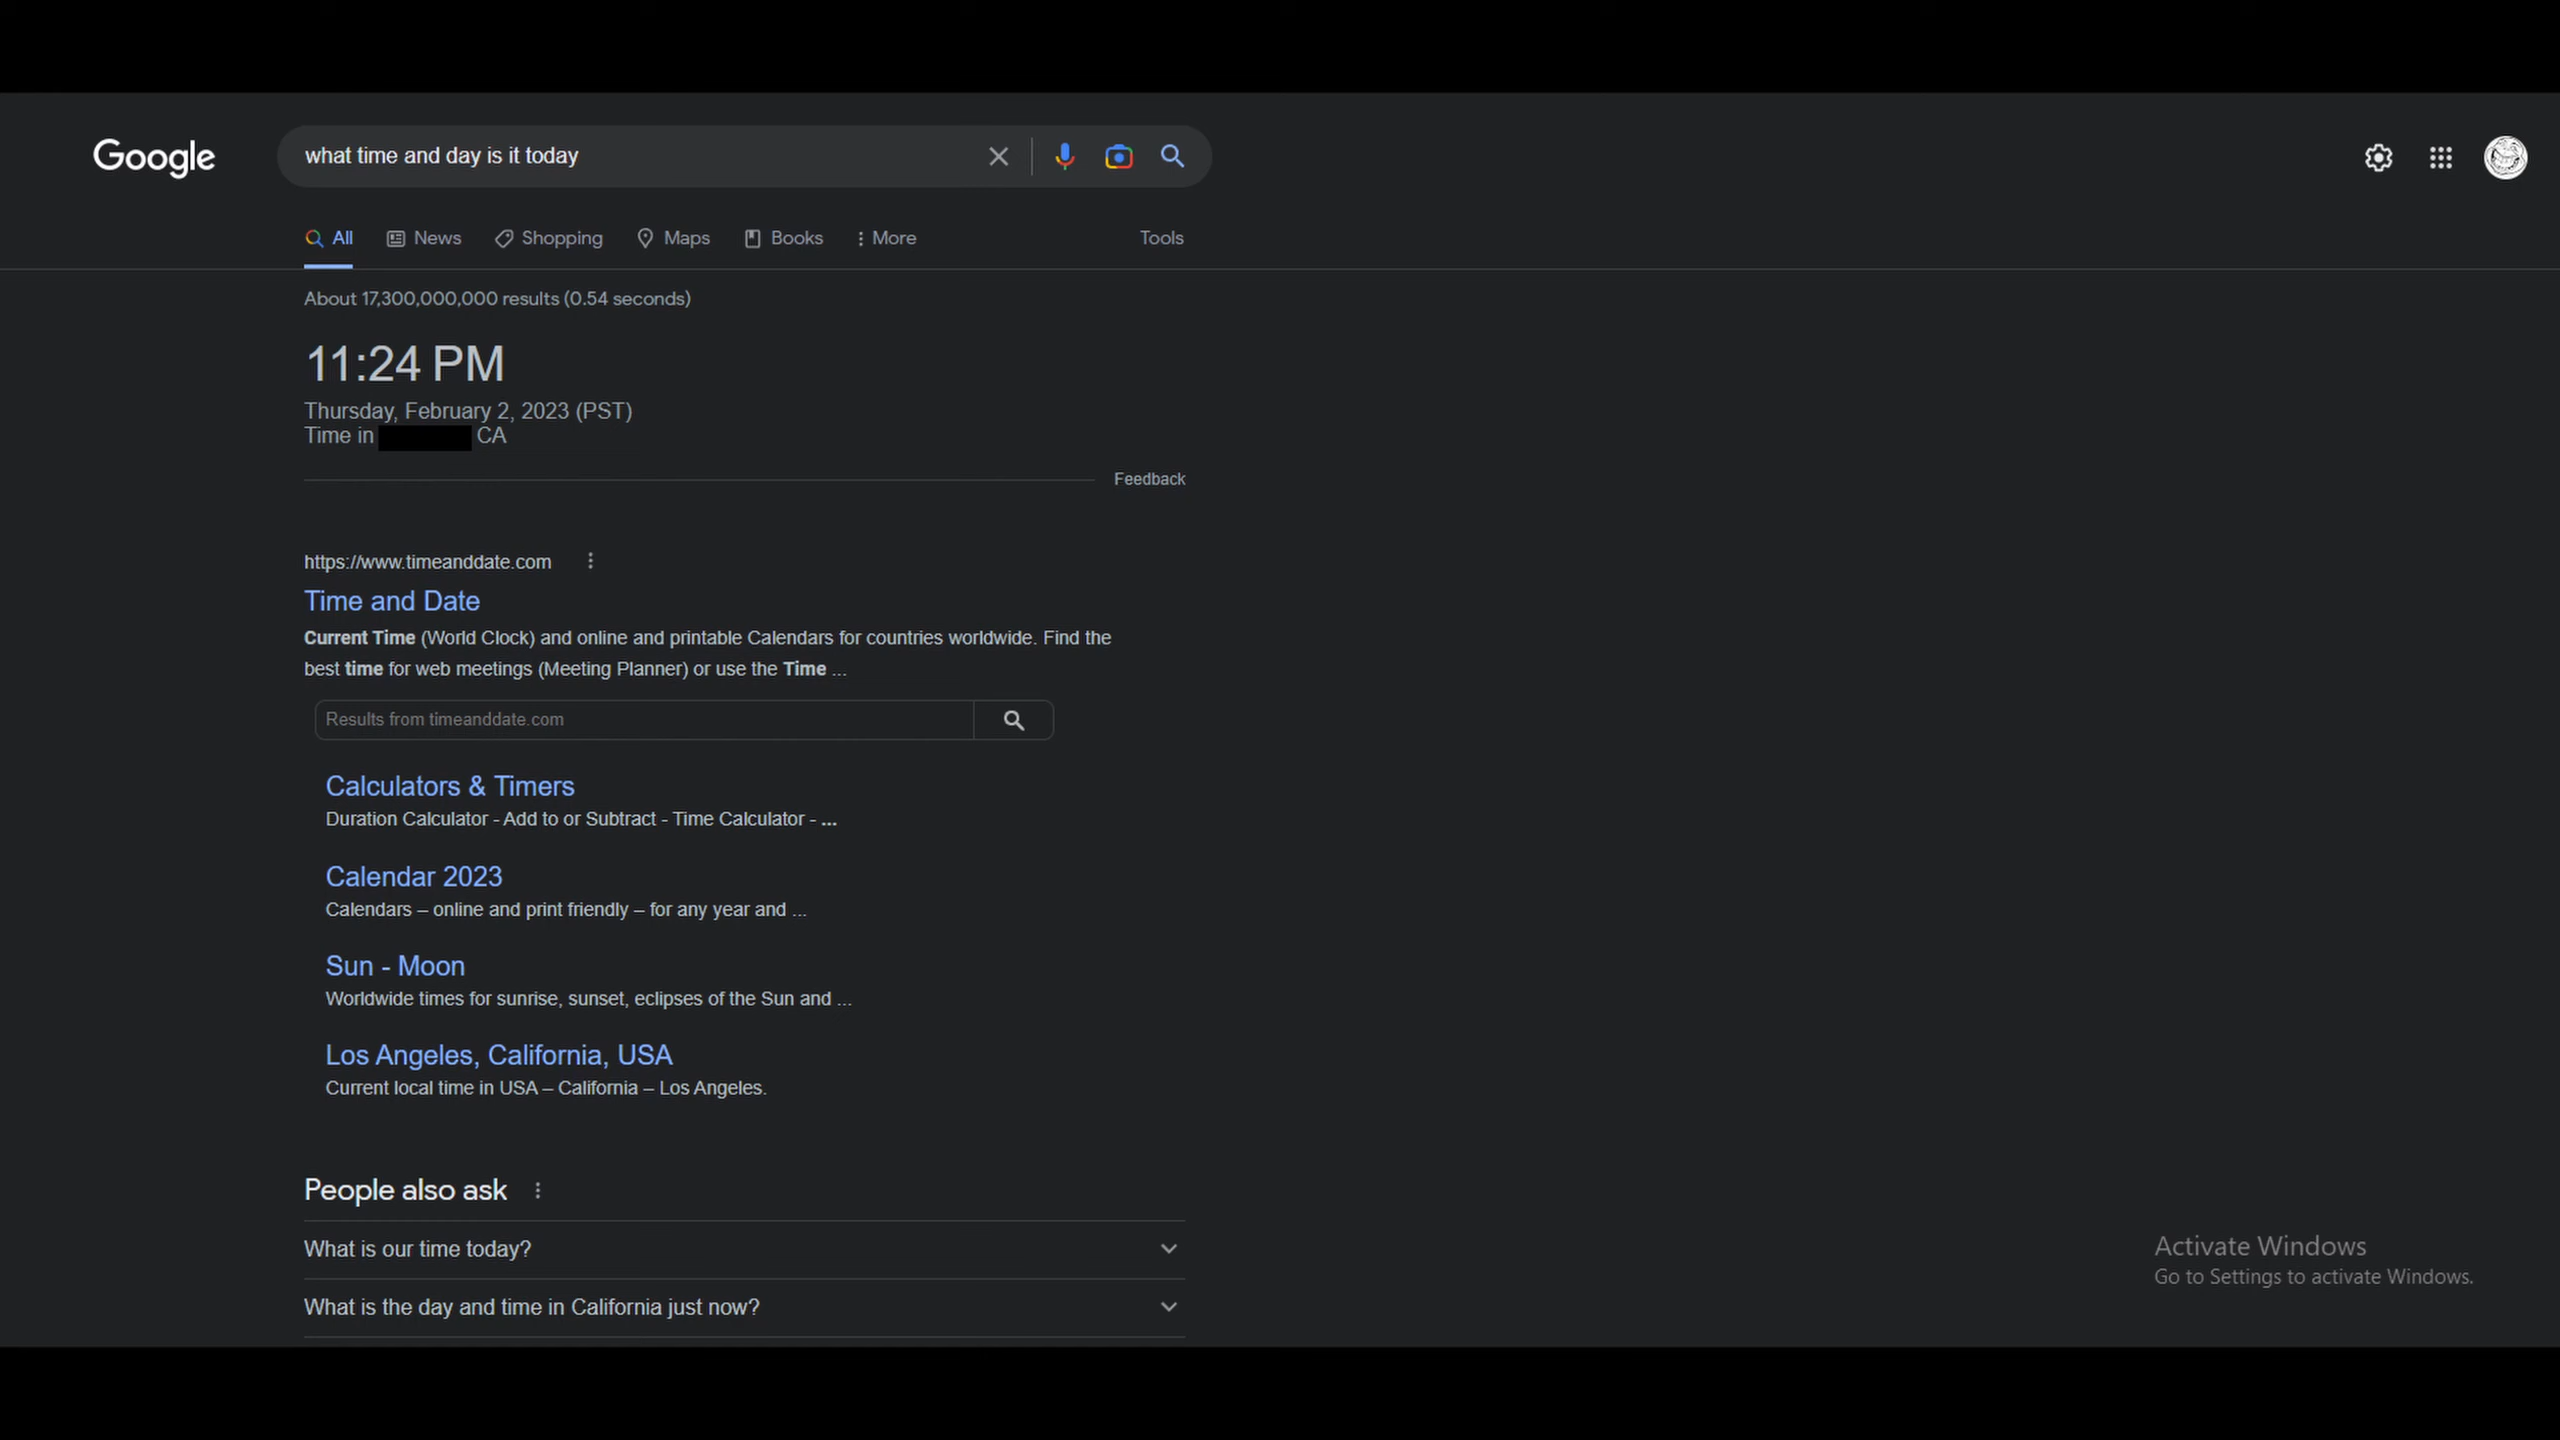 Google
what time and day is it today
All
News
Shopping
Maps
Books
More
Tools
About 17,300,000,000 results (0.54 seconds)
11:24 PM
Thursday, February 2, 2023 (PST)
Time in CA
Feedback
https://www.timeanddate.com
Time and Date
Current Time (World Clock) and online and printable Calendars for countries worldwide. Find the
best time for web meetings (Meeting Planner) or use the Time ...
Results from timeanddate.com
Calculators & Timers
Duration Calculator - Add to or Subtract - Time Calculator - ...
Calendar 2023
Calendars – online and print friendly – for any year and ...
Sun - Moon
Worldwide times for sunrise, sunset, eclipses of the Sun and ...
Los Angeles, California, USA
Current local time in USA – California – Los Angeles.
People also ask
What is our time today?
What is the day and time in California just now?
Activate Windows
Go to Settings to activate Windows.